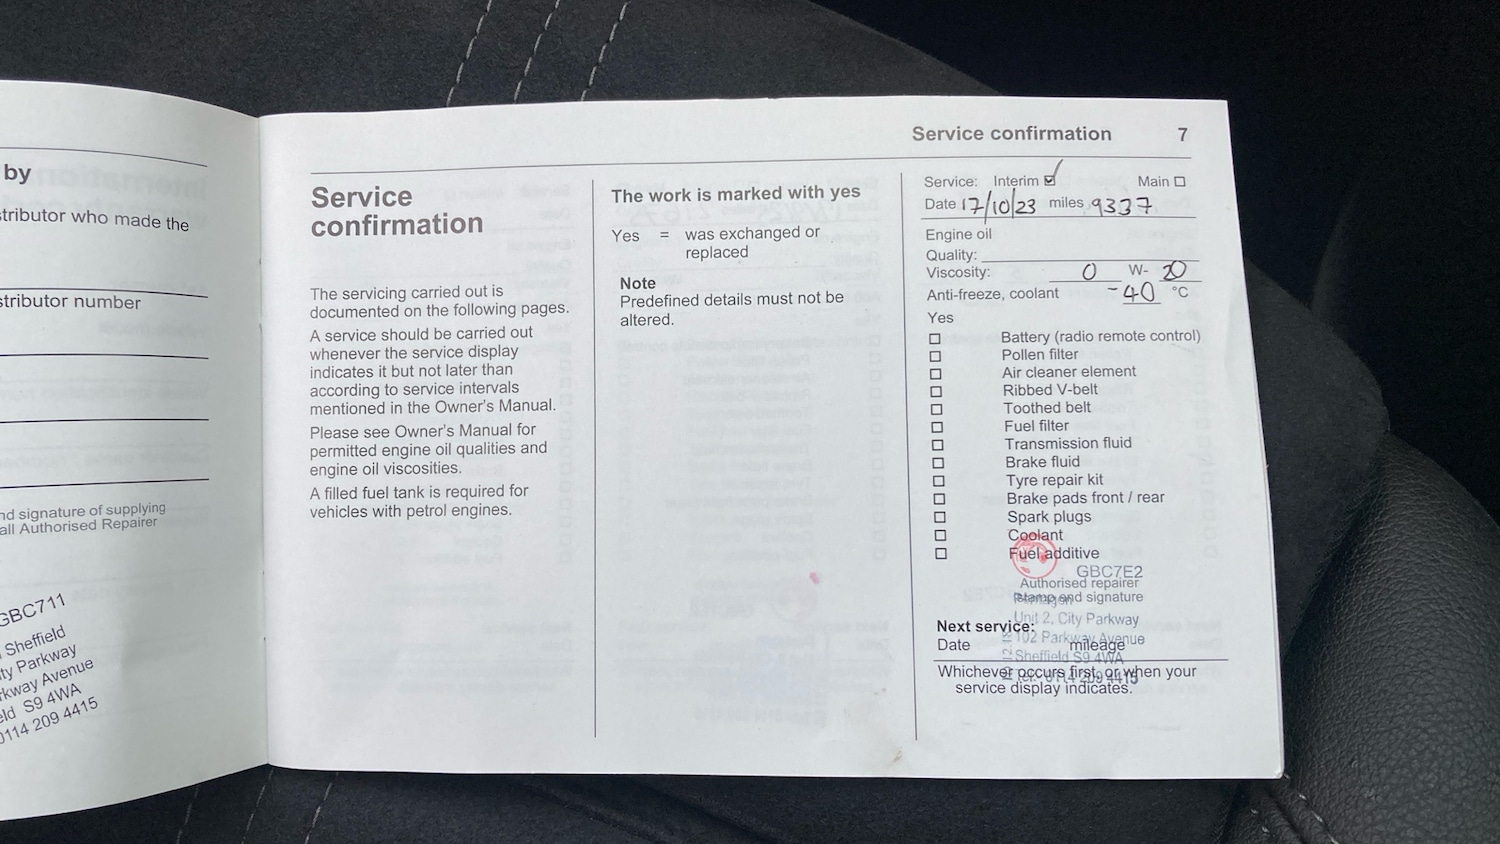 by
stributor who made the
stributor number
nd signature of supplying
all Authorised Repairer
GBC711
Sheffield
ty Parkway
rkway Avenue
eld S9 4WA
0114 209 4415
Service confirmation 7
Service
confirmation
The servicing carried out is
documented on the following pages.
A service should be carried out
whenever the service display
indicates it but not later than
according to service intervals
mentioned in the Owner's Manual.
Please see Owner's Manual for
permitted engine oil qualities and
engine oil viscosities.
A filled fuel tank is required for
vehicles with petrol engines.
The work is marked with yes
Yes = was exchanged or
replaced
Note
Predefined details must not be
altered.
Service: Interim Main
Date 17/10/23 miles 9337
Engine oil
Quality:
Viscosity: 0 W- 20
Anti-freeze, coolant -40 °C
Yes
Battery (radio remote control)
Pollen filter
Air cleaner element
Ribbed V-belt
Toothed belt
Fuel filter
Transmission fluid
Brake fluid
Tyre repair kit
Brake pads front / rear
Spark plugs
Coolant
Fuel additive
GBC7E2
Authorised repairer
Stamp and signature
Unit 2, City Parkway
Next service:
102 Parkway Avenue
Date mileage
Sheffield S9 4WA
Whichever occurs first, or when your
Tel: 0114 209 4415
service display indicates.